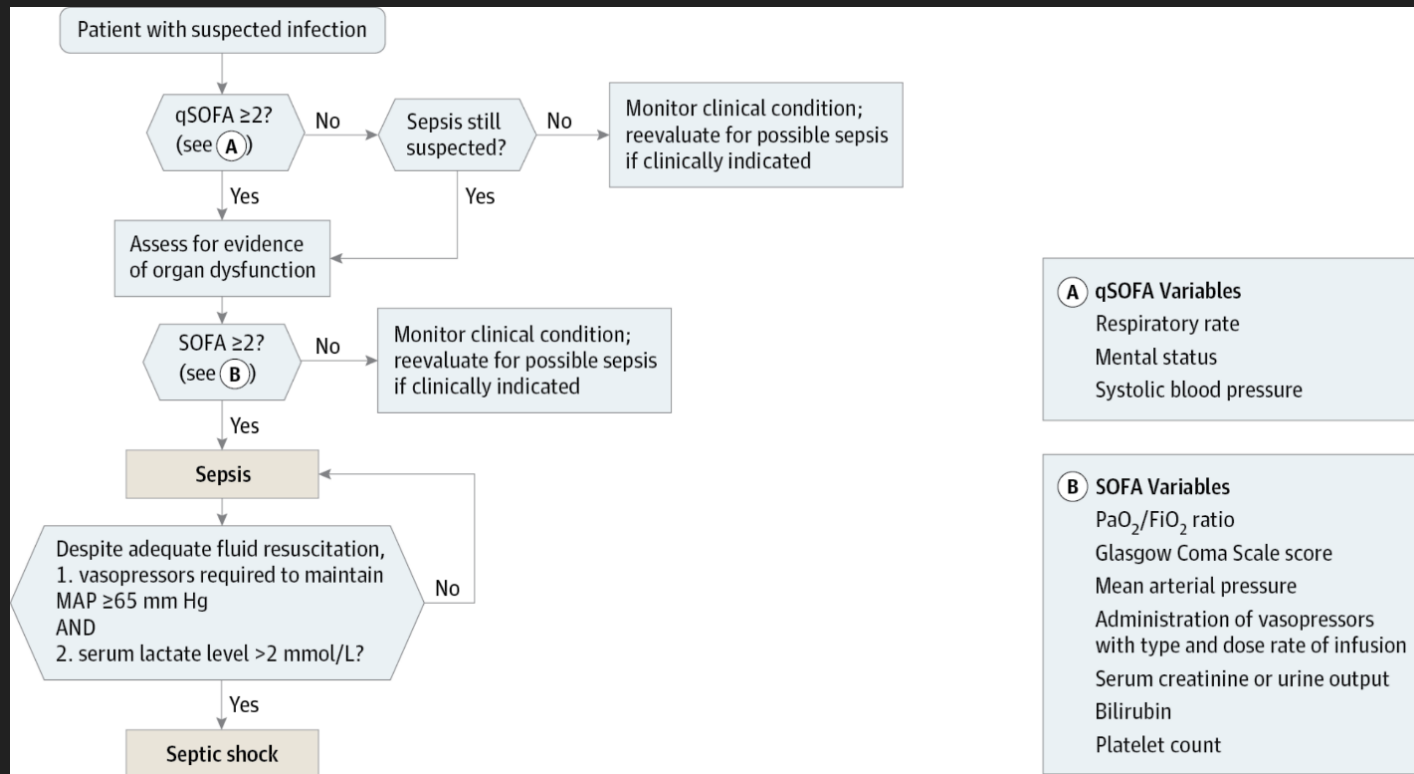 Patient with suspected infection
qSOFA ≥2?
(see A)
No
Sepsis still
suspected?
No
Monitor clinical condition;
reevaluate for possible sepsis
if clinically indicated
Yes
Yes
Assess for evidence
of organ dysfunction
SOFA ≥2?
(see B)
No
Monitor clinical condition;
reevaluate for possible sepsis
if clinically indicated
Yes
Sepsis
Despite adequate fluid resuscitation,
1. vasopressors required to maintain
MAP ≥65 mm Hg
AND
2. serum lactate level >2 mmol/L?
No
Yes
Septic shock
A qSOFA Variables
Respiratory rate
Mental status
Systolic blood pressure
B SOFA Variables
PaO₂/FiO₂ ratio
Glasgow Coma Scale score
Mean arterial pressure
Administration of vasopressors
with type and dose rate of infusion
Serum creatinine or urine output
Bilirubin
Platelet count